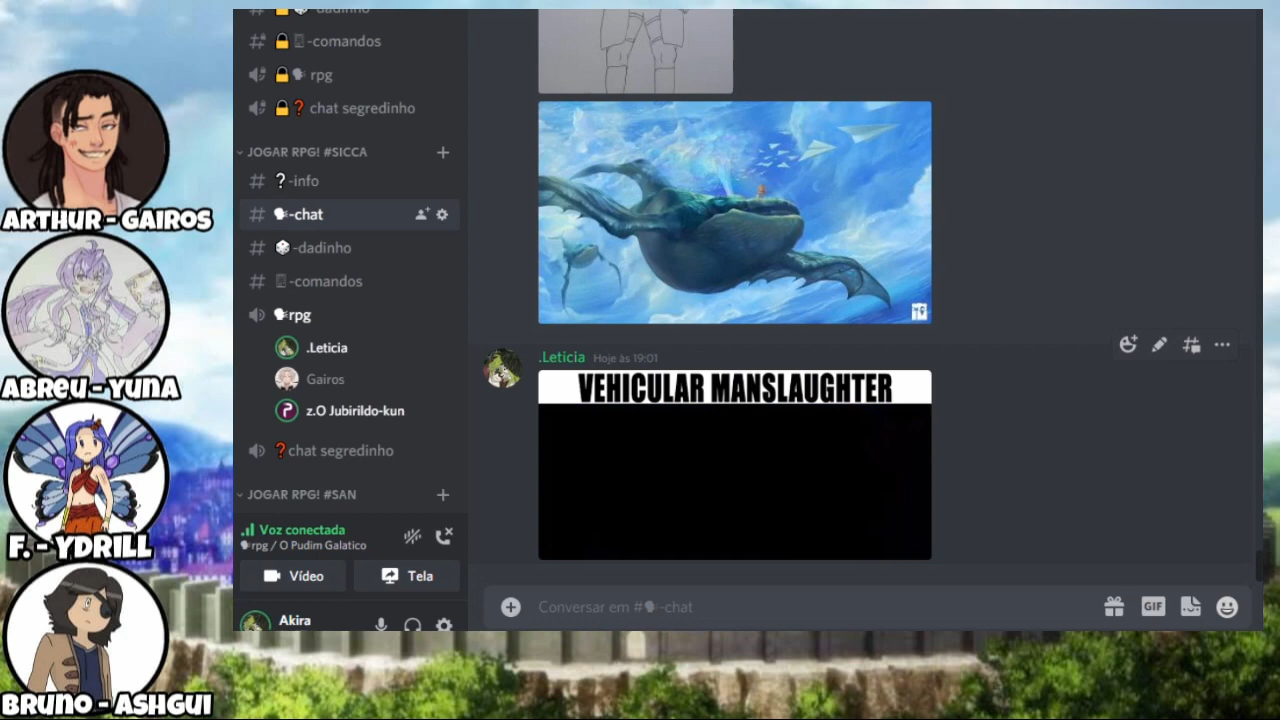 ARTHUR - GAIROS
ABREU - YUNA
F. - YDRILL
BRUNO - ASHGUI
-dadinho
-comandos
rpg
chat segredinho
JOGAR RPG! #SICCA
?-info
-chat
-dadinho
-comandos
rpg
.Leticia
Gairos
z.O Jubirildo-kun
chat segredinho
JOGAR RPG! #SAN
Voz conectada
rpg / O Pudim Galatico
Vídeo
Tela
Akira
.Leticia Hoje às 19:01
VEHICULAR MANSLAUGHTER
Conversar em #-chat
GIF